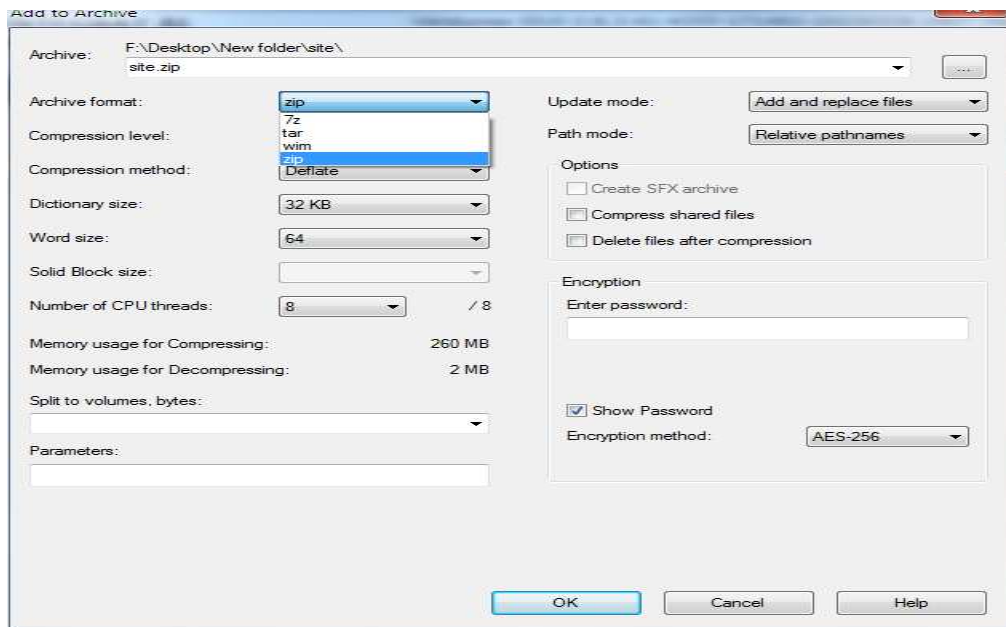 Add to Archive
Archive:
F:\Desktop\New folder\site\
site.zip
...
Archive format:
zip
7z
tar
wim
zip
Compression level:
Compression method:
Deflate
Dictionary size:
32 KB
Word size:
64
Solid Block size:
Number of CPU threads:
8
/ 8
Memory usage for Compressing:
260 MB
Memory usage for Decompressing:
2 MB
Split to volumes, bytes:
Parameters:
Update mode:
Add and replace files
Path mode:
Relative pathnames
Options
Create SFX archive
Compress shared files
Delete files after compression
Encryption
Enter password:
Show Password
Encryption method:
AES-256
OK
Cancel
Help